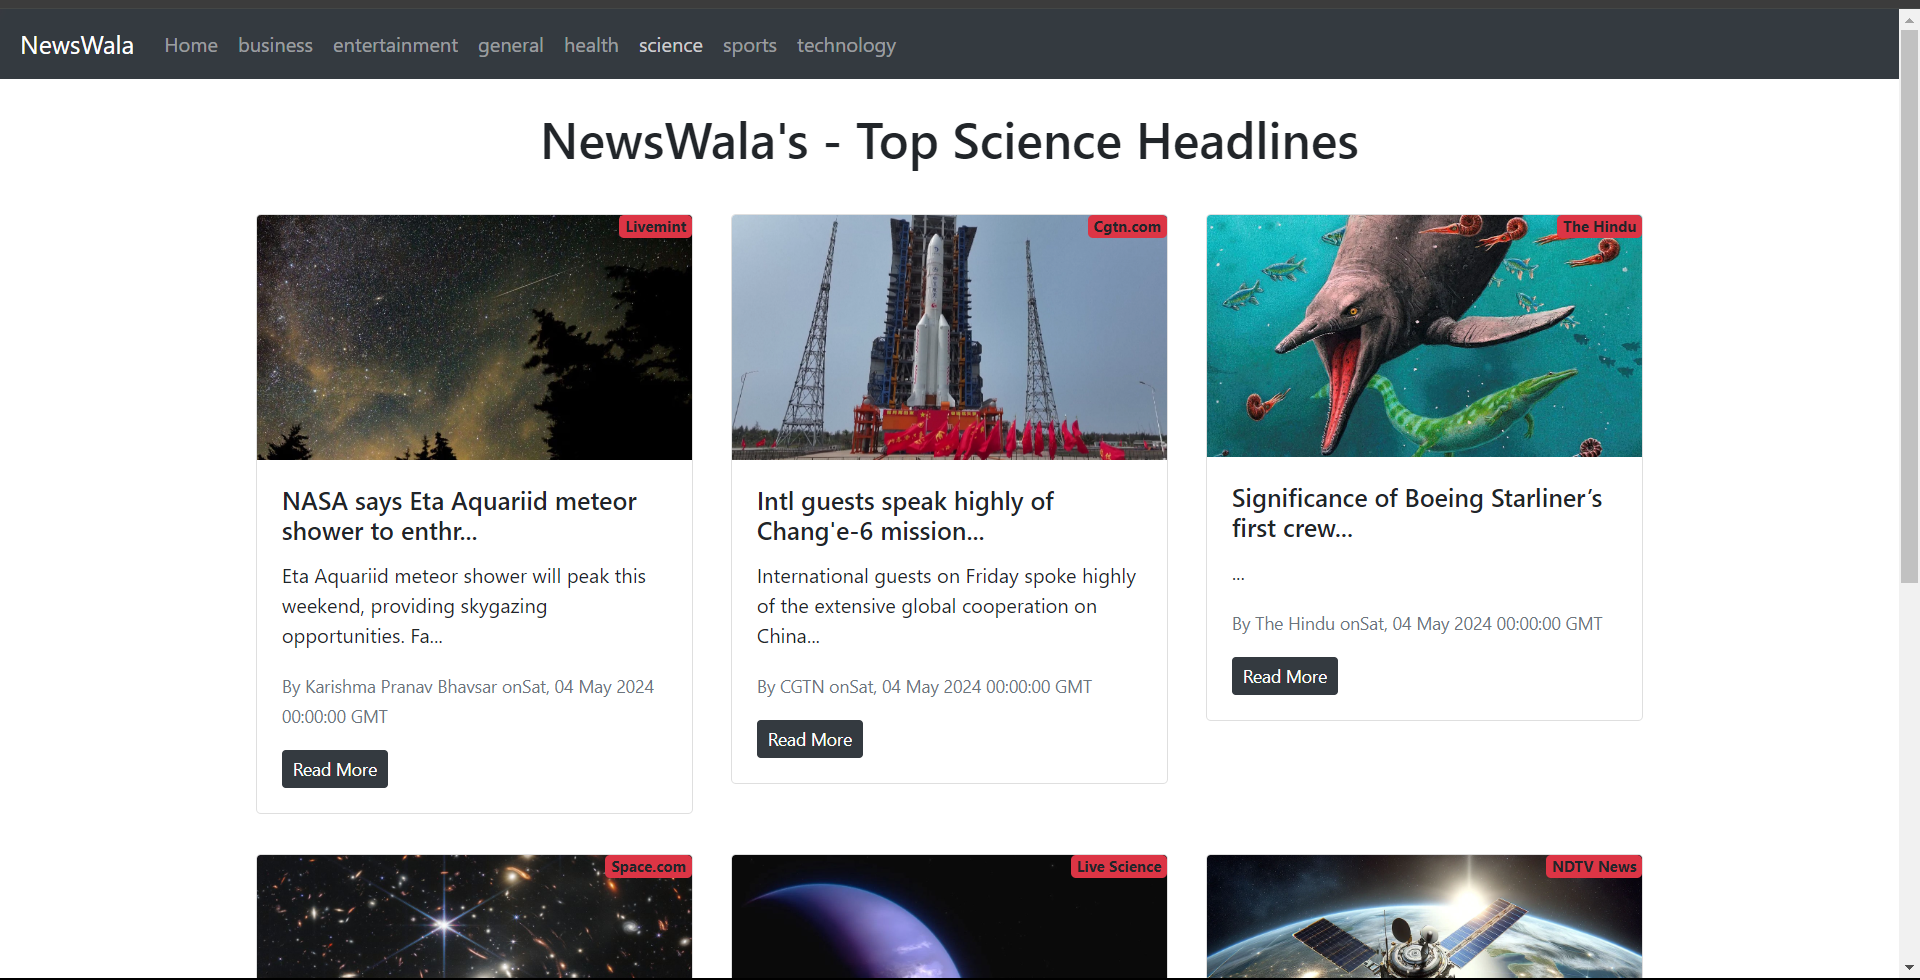 NewsWala Home business entertainment general health science sports technology
NewsWala's - Top Science Headlines
Livemint
NASA says Eta Aquariid meteor
shower to enthr...
Eta Aquariid meteor shower will peak this
weekend, providing skygazing
opportunities. Fa...
By Karishma Pranav Bhavsar onSat, 04 May 2024
00:00:00 GMT
Read More
Cgtn.com
Intl guests speak highly of
Chang'e-6 mission...
International guests on Friday spoke highly
of the extensive global cooperation on
China...
By CGTN onSat, 04 May 2024 00:00:00 GMT
Read More
The Hindu
Significance of Boeing Starliner’s
first crew...
...
By The Hindu onSat, 04 May 2024 00:00:00 GMT
Read More
Space.com
Live Science
NDTV News